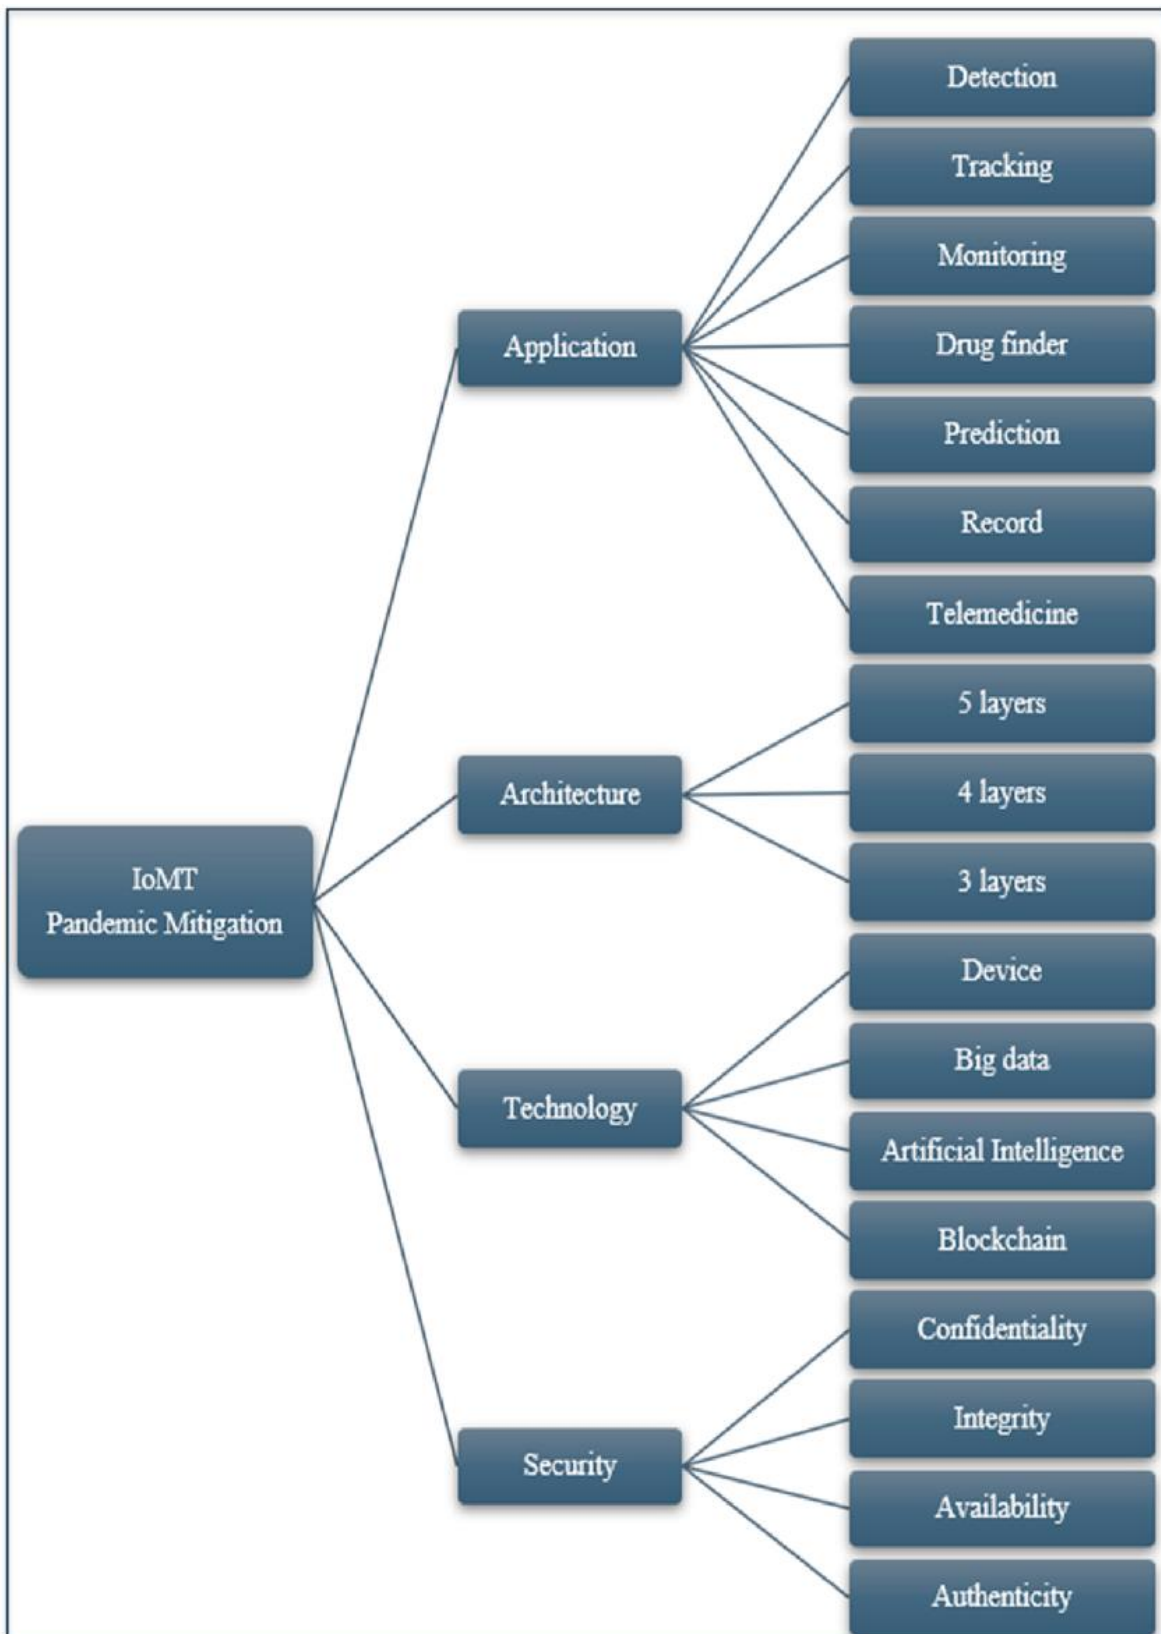 IoMT
Pandemic Mitigation
Application
Detection
Tracking
Monitoring
Drug finder
Prediction
Record
Telemedicine
Architecture
5 layers
4 layers
3 layers
Technology
Device
Big data
Artificial Intelligence
Blockchain
Security
Confidentiality
Integrity
Availability
Authenticity